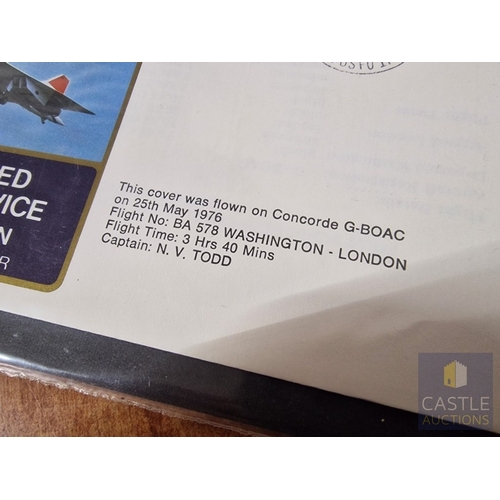 ED
VICE
N
R
This cover was flown on Concorde G-BOAC
on 25th May 1976
Flight No: BA 578 WASHINGTON - LONDON
Flight Time: 3 Hrs 40 Mins
Captain: N. V. TODD
CASTLE
AUCTIONS